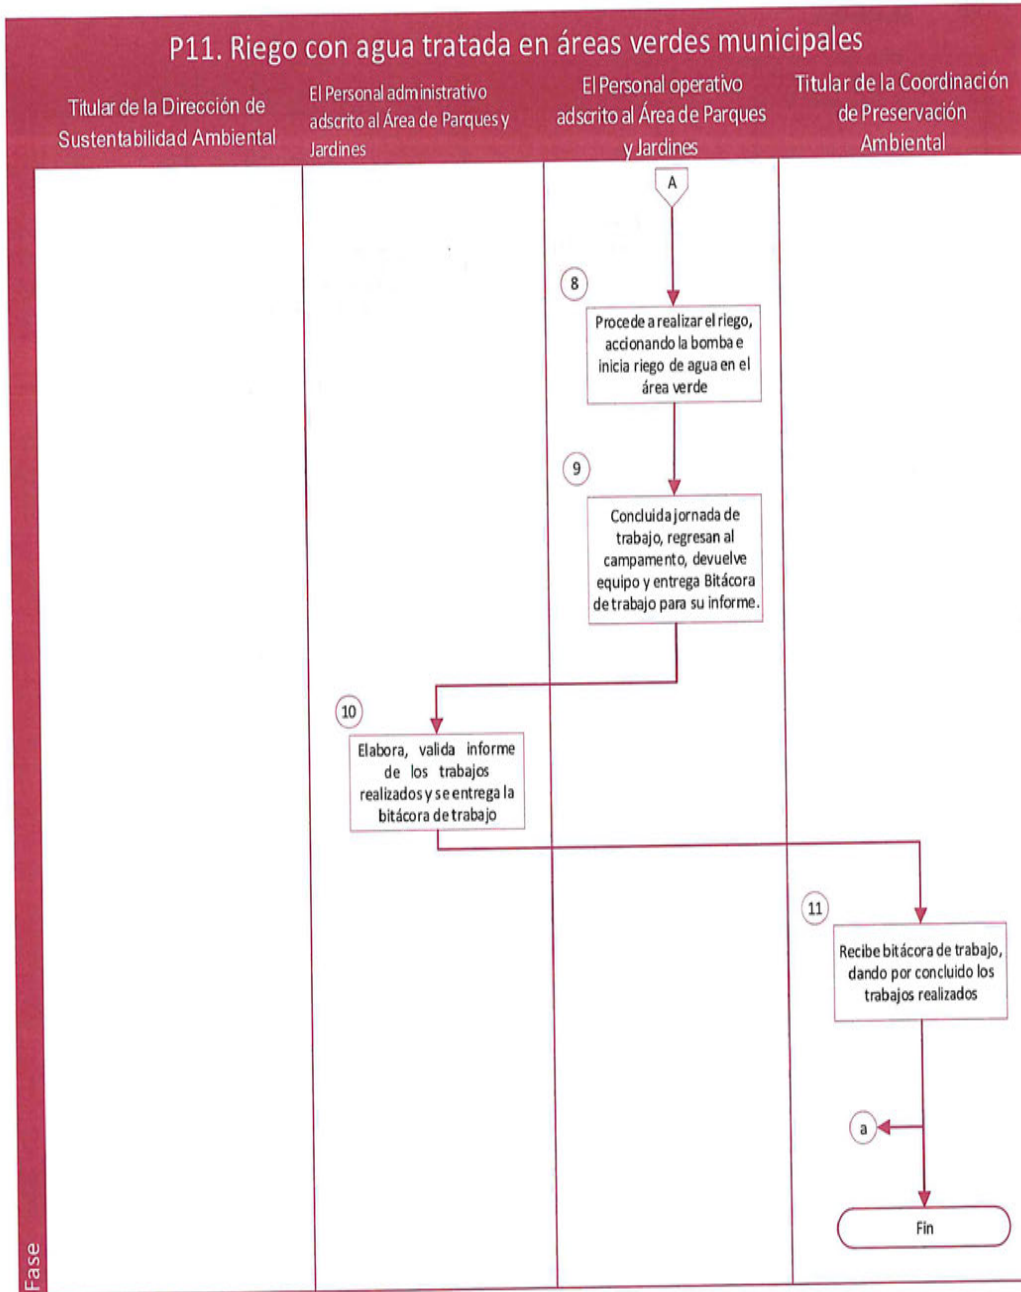 P11. Riego con agua tratada en áreas verdes municipales
Titular de la Dirección de
Sustentabilidad Ambiental
El Personal administrativo
adscrito al Área de Parques y
Jardines
El Personal operativo
adscrito al Área de Parques
y Jardines
Titular de la Coordinación
de Preservación
Ambiental
A
8
Procede a realizar el riego,
accionando la bomba e
inicia riego de agua en el
área verde
9
Concluida jornada de
trabajo, regresan al
campamento, devuelve
equipo y entrega Bitácora
de trabajo para su informe.
10
Elabora, valida informe
de los trabajos
realizados y se entrega la
bitácora de trabajo
11
Recibe bitácora de trabajo,
dando por concluido los
trabajos realizados
a
Fin
Fase